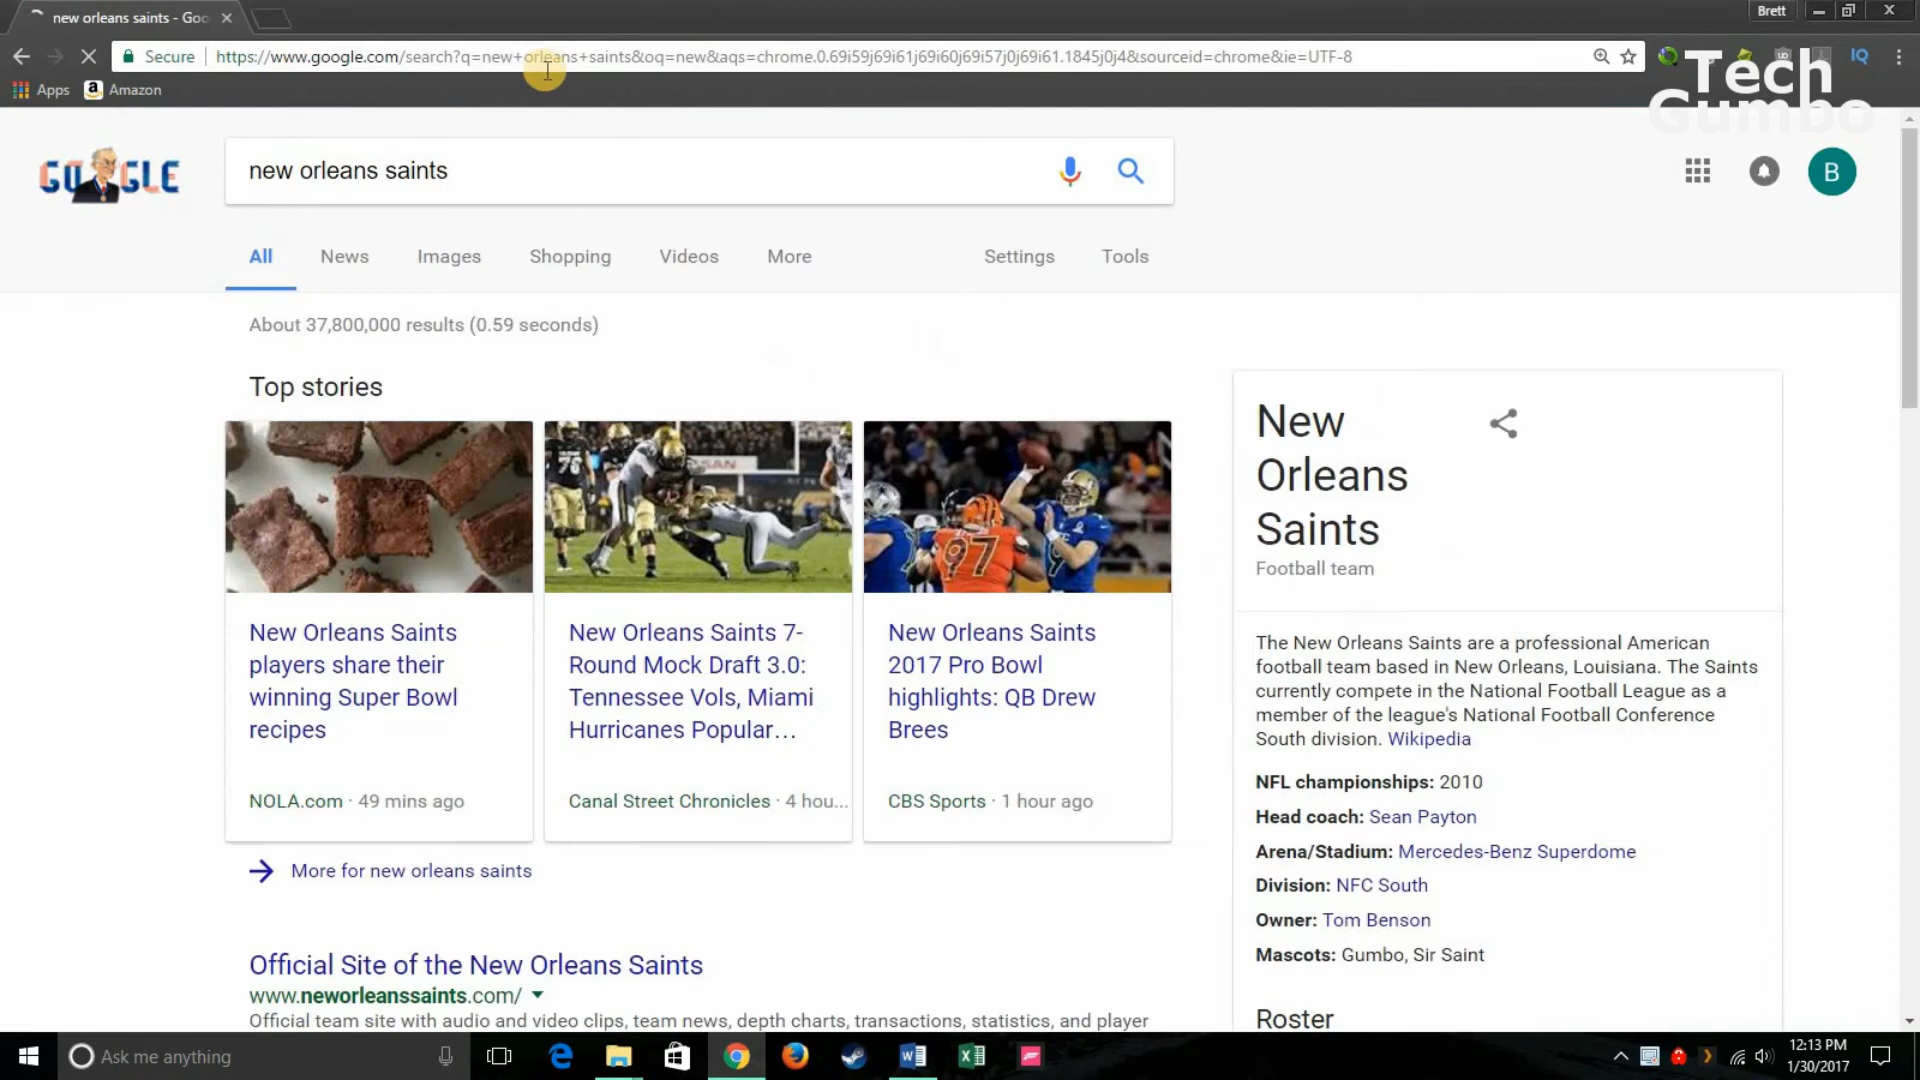 new orleans saints - Goo
Brett
Secure
https://www.google.com/search?q=new+orleans+saints&oq=new&aqs=chrome.0.69i59j69i61j69i60j69i57j0j69i61.1845j0j4&sourceid=chrome&ie=UTF-8
IQ
Apps
Amazon
Tech
Gumbo
new orleans saints
B
All
News
Images
Shopping
Videos
More
Settings
Tools
About 37,800,000 results (0.59 seconds)
Top stories
New Orleans Saints
players share their
winning Super Bowl
recipes
NOLA.com · 49 mins ago
New Orleans Saints 7-
Round Mock Draft 3.0:
Tennessee Vols, Miami
Hurricanes Popular...
Canal Street Chronicles · 4 hou...
New Orleans Saints
2017 Pro Bowl
highlights: QB Drew
Brees
CBS Sports · 1 hour ago
More for new orleans saints
Official Site of the New Orleans Saints
www.neworleanssaints.com/
Official team site with audio and video clips, team news, depth charts, transactions, statistics, and player
New
Orleans
Saints
Football team
The New Orleans Saints are a professional American
football team based in New Orleans, Louisiana. The Saints
currently compete in the National Football League as a
member of the league's National Football Conference
South division. Wikipedia
NFL championships: 2010
Head coach: Sean Payton
Arena/Stadium: Mercedes-Benz Superdome
Division: NFC South
Owner: Tom Benson
Mascots: Gumbo, Sir Saint
Roster
Ask me anything
12:13 PM
1/30/2017